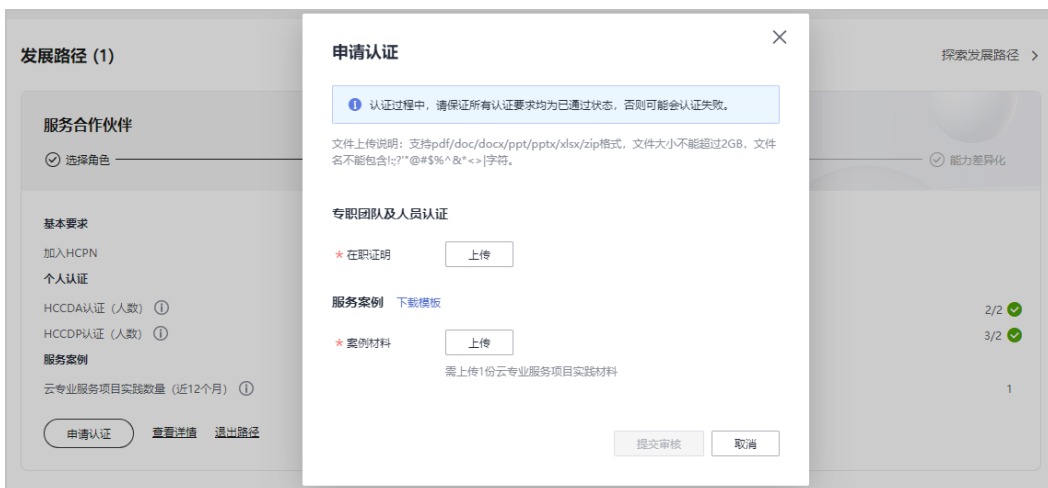 发展路径 (1)
探索发展路径 >
服务合作伙伴
选择角色
能力差异化
基本要求
加入HCPN
个人认证
HCCDA认证（人数）
2/2
HCCDP认证（人数）
3/2
服务案例
云专业服务项目实践数量（近12个月）
1
申请认证 查看详情 退出路径
申请认证
认证过程中，请保证所有认证要求均为已通过状态，否则可能会认证失败。
文件上传说明：支持pdf/doc/docx/ppt/pptx/xlsx/zip格式，文件大小不能超过2GB，文件
名不能包含!:;?'"@#$%^&*<>|字符。
专职团队及人员认证
* 在职证明 上传
服务案例 下载模板
* 案例材料 上传
需上传1份云专业服务项目实践材料
提交审核 取消